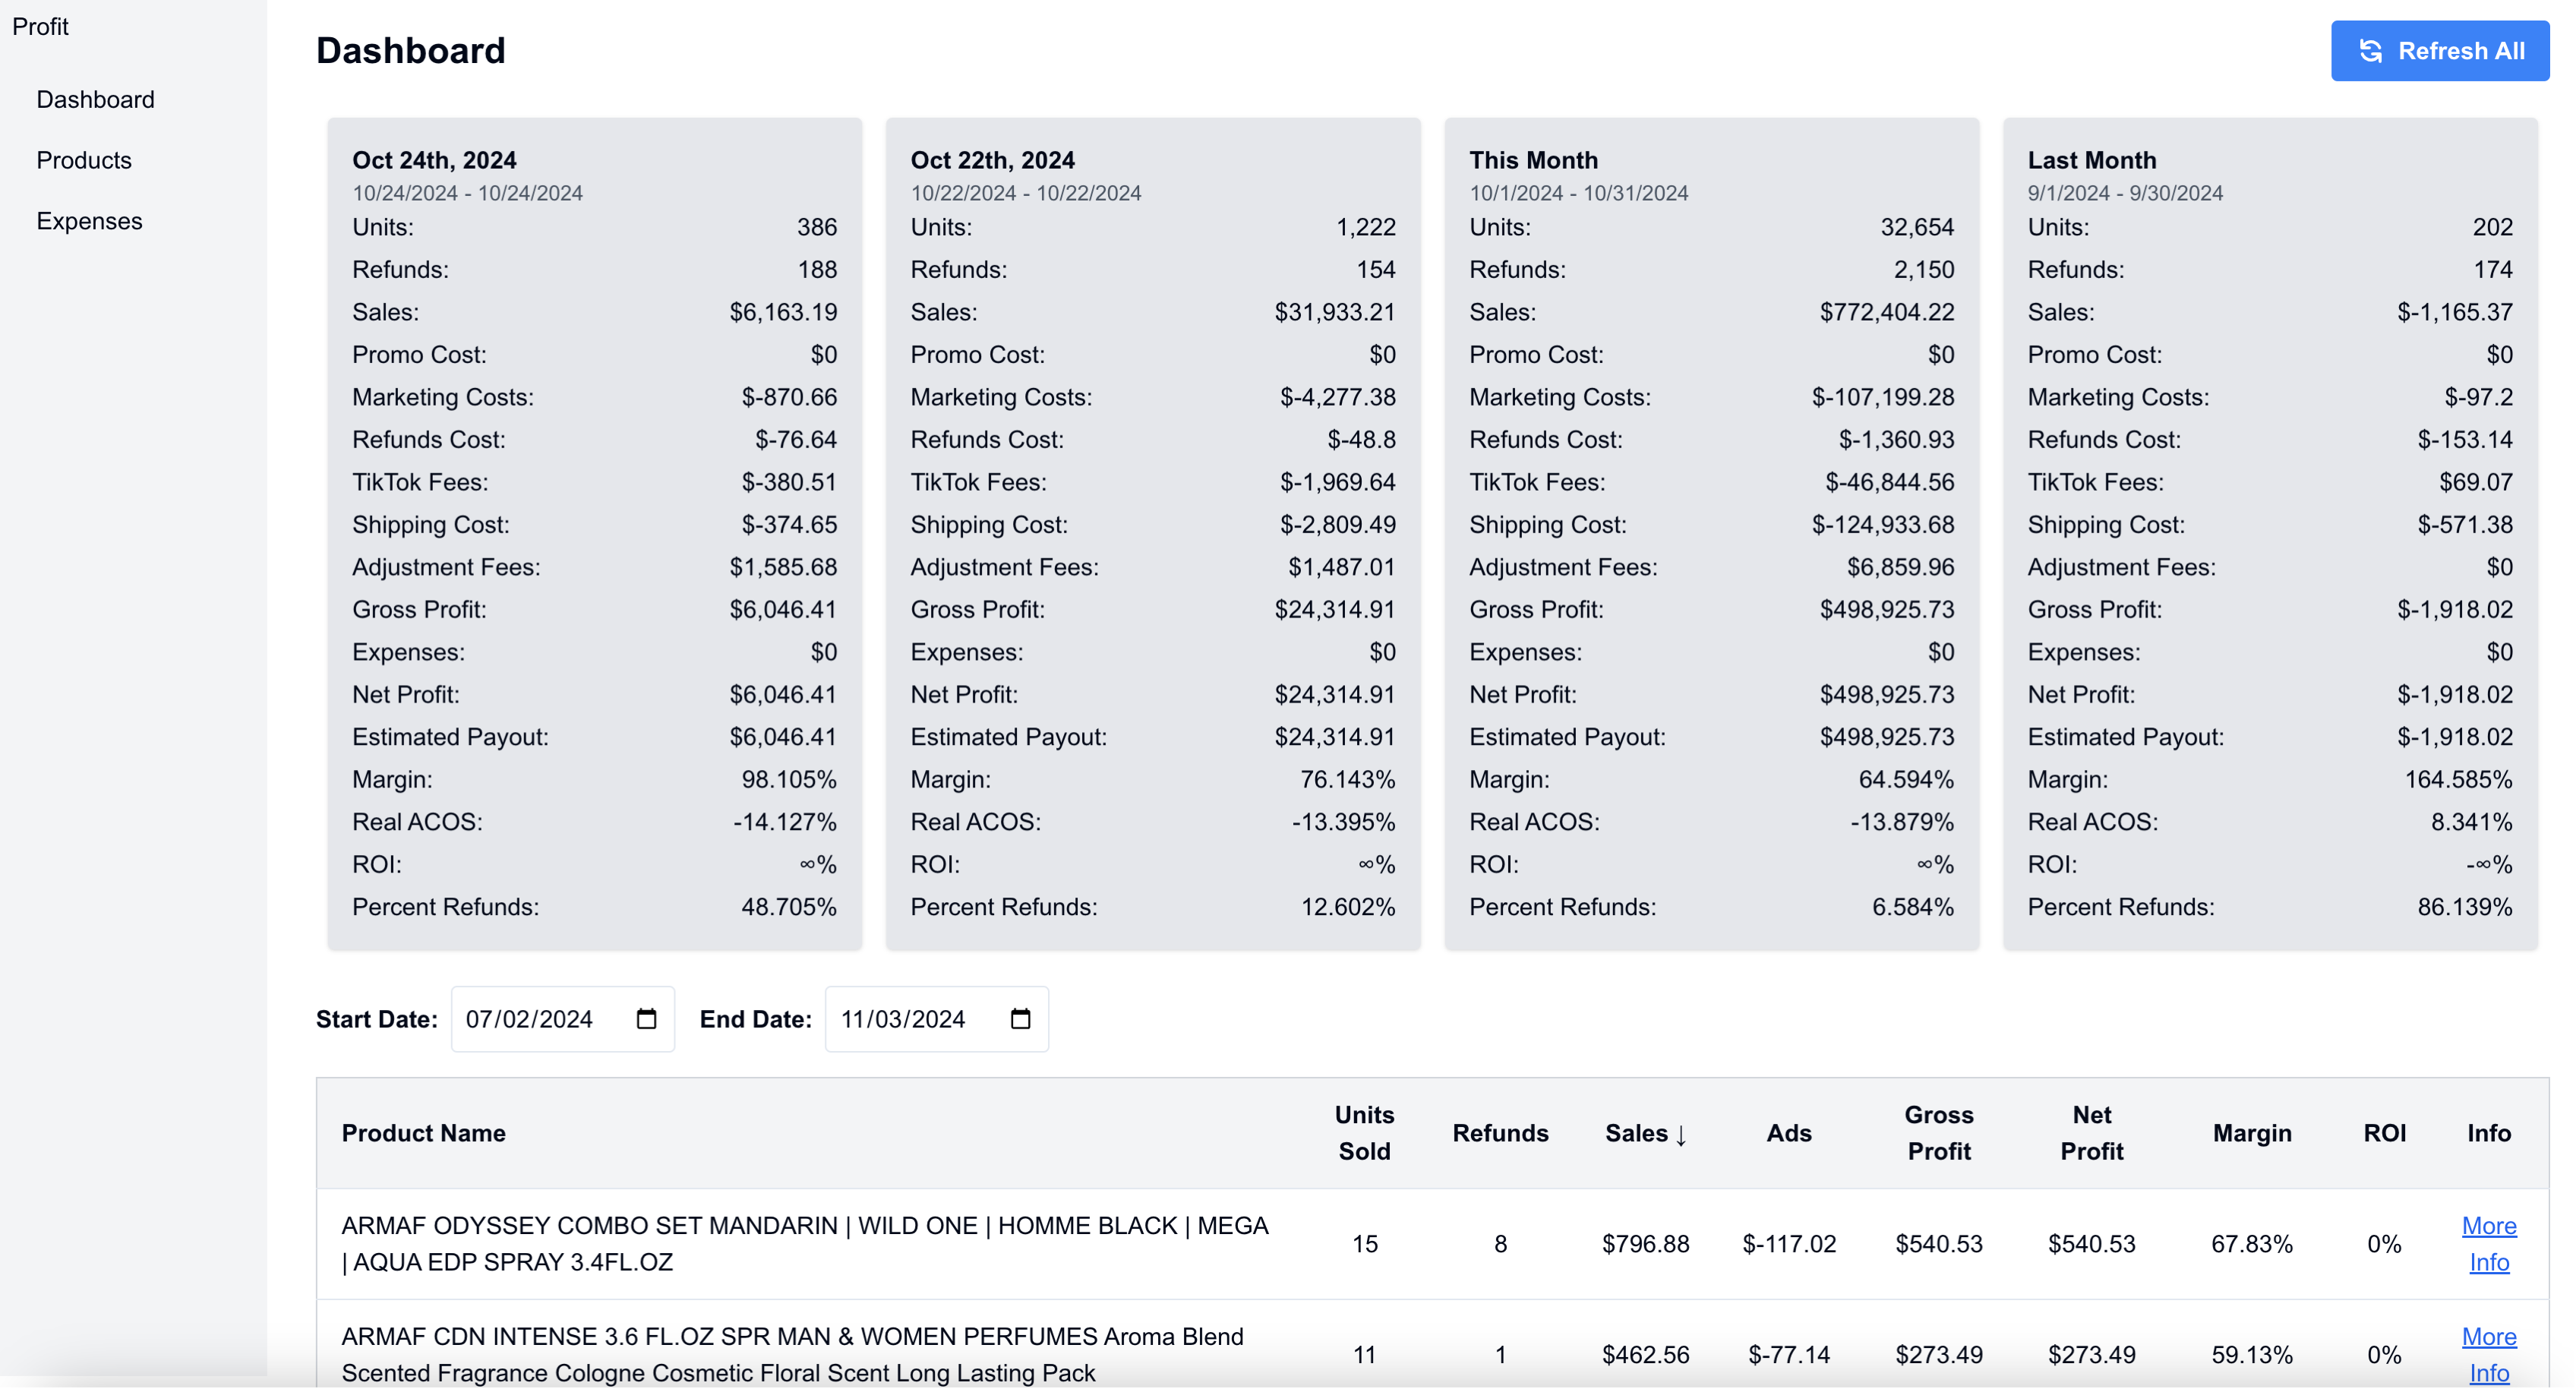 Profit
Dashboard
Products
Expenses
Dashboard
Refresh All
Oct 24th, 2024
10/24/2024 - 10/24/2024
Units: 386
Refunds: 188
Sales: $6,163.19
Promo Cost: $0
Marketing Costs: $-870.66
Refunds Cost: $-76.64
TikTok Fees: $-380.51
Shipping Cost: $-374.65
Adjustment Fees: $1,585.68
Gross Profit: $6,046.41
Expenses: $0
Net Profit: $6,046.41
Estimated Payout: $6,046.41
Margin: 98.105%
Real ACOS: -14.127%
ROI: ∞%
Percent Refunds: 48.705%
Oct 22th, 2024
10/22/2024 - 10/22/2024
Units: 1,222
Refunds: 154
Sales: $31,933.21
Promo Cost: $0
Marketing Costs: $-4,277.38
Refunds Cost: $-48.8
TikTok Fees: $-1,969.64
Shipping Cost: $-2,809.49
Adjustment Fees: $1,487.01
Gross Profit: $24,314.91
Expenses: $0
Net Profit: $24,314.91
Estimated Payout: $24,314.91
Margin: 76.143%
Real ACOS: -13.395%
ROI: ∞%
Percent Refunds: 12.602%
This Month
10/1/2024 - 10/31/2024
Units: 32,654
Refunds: 2,150
Sales: $772,404.22
Promo Cost: $0
Marketing Costs: $-107,199.28
Refunds Cost: $-1,360.93
TikTok Fees: $-46,844.56
Shipping Cost: $-124,933.68
Adjustment Fees: $6,859.96
Gross Profit: $498,925.73
Expenses: $0
Net Profit: $498,925.73
Estimated Payout: $498,925.73
Margin: 64.594%
Real ACOS: -13.879%
ROI: ∞%
Percent Refunds: 6.584%
Last Month
9/1/2024 - 9/30/2024
Units: 202
Refunds: 174
Sales: $-1,165.37
Promo Cost: $0
Marketing Costs: $-97.2
Refunds Cost: $-153.14
TikTok Fees: $69.07
Shipping Cost: $-571.38
Adjustment Fees: $0
Gross Profit: $-1,918.02
Expenses: $0
Net Profit: $-1,918.02
Estimated Payout: $-1,918.02
Margin: 164.585%
Real ACOS: 8.341%
ROI: -∞%
Percent Refunds: 86.139%
Start Date: 07/02/2024 End Date: 11/03/2024
Product Name Units Sold Refunds Sales ↓ Ads Gross Profit Net Profit Margin ROI Info
ARMAF ODYSSEY COMBO SET MANDARIN | WILD ONE | HOMME BLACK | MEGA
| AQUA EDP SPRAY 3.4FL.OZ
15 8 $796.88 $-117.02 $540.53 $540.53 67.83% 0% More Info
ARMAF CDN INTENSE 3.6 FL.OZ SPR MAN & WOMEN PERFUMES Aroma Blend
Scented Fragrance Cologne Cosmetic Floral Scent Long Lasting Pack
11 1 $462.56 $-77.14 $273.49 $273.49 59.13% 0% More Info